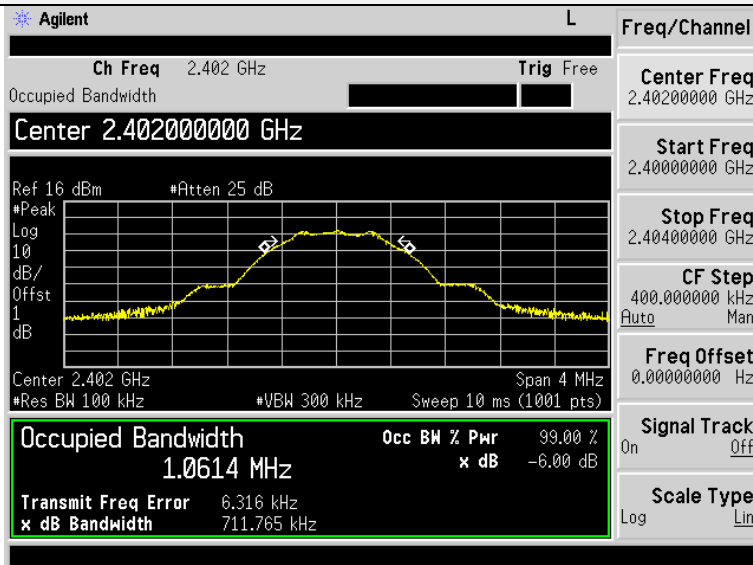 Agilent
L
Ch Freq 2.402 GHz Trig Free
Occupied Bandwidth
Center 2.402000000 GHz
Ref 16 dBm #Atten 25 dB
#Peak
Log
10
dB/
Offst
1
dB
Center 2.402 GHz Span 4 MHz
#Res BW 100 kHz #VBW 300 kHz Sweep 10 ms (1001 pts)
Occupied Bandwidth
1.0614 MHz
Occ BW % Pwr 99.00 %
x dB -6.00 dB
Transmit Freq Error 6.316 kHz
x dB Bandwidth 711.765 kHz
Freq/Channel
Center Freq
2.40200000 GHz
Start Freq
2.40000000 GHz
Stop Freq
2.40400000 GHz
CF Step
400.000000 kHz
Auto Man
Freq Offset
0.00000000 Hz
Signal Track
On Off
Scale Type
Log Lin